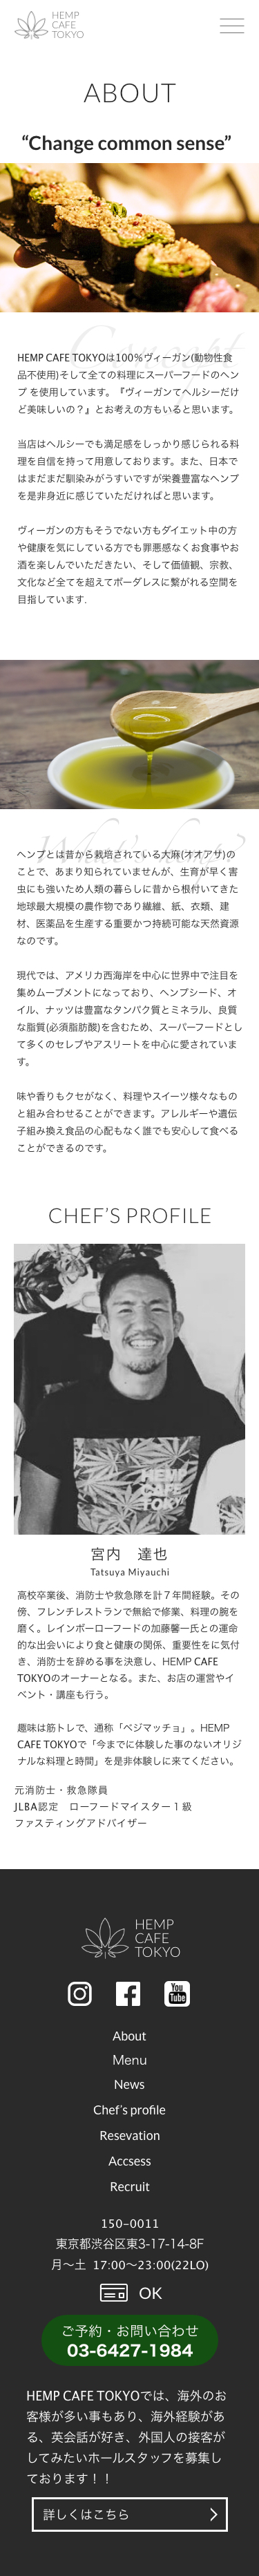 HEMP
CAFE
TOKYO
ABOUT
“Change common sense”
Concept
HEMP CAFE TOKYOは100%ヴィーガン(動物性食
品不使用)そして全ての料理にスーパーフードのヘン
プ を使用しています。『ヴィーガンてヘルシーだけ
ど美味しいの？』とお考えの方もいると思います。
当店はヘルシーでも満足感をしっかり感じられる料
理を自信を持って用意しております。また、日本で
はまだまだ馴染みがうすいですが栄養豊富なヘンプ
を是非身近に感じていただければと思います。
ヴィーガンの方もそうでない方もダイエット中の方
や健康を気にしている方でも罪悪感なくお食事やお
酒を楽しんでいただきたい、そして価値観、宗教、
文化など全てを超えてボーダレスに繋がれる空間を
目指しています.
What's hemp?
ヘンプとは昔から栽培されている大麻(オオアサ)の
ことで、あまり知られていませんが、生育が早く害
虫にも強いため人類の暮らしに昔から根付いてきた
地球最大規模の農作物であり繊維、紙、衣類、建
材、医薬品を生産する重要かつ持続可能な天然資源
なのです。
現代では、アメリカ西海岸を中心に世界中で注目を
集めムーブメントになっており、ヘンプシード、オ
イル、ナッツは豊富なタンパク質とミネラル、良質
な脂質(必須脂肪酸)を含むため、スーパーフードとし
て多くのセレブやアスリートを中心に愛されていま
す。
味や香りもクセがなく、料理やスイーツ様々なもの
と組み合わせることができます。アレルギーや遺伝
子組み換え食品の心配もなく誰でも安心して食べる
ことができるのです。
CHEF’S PROFILE
HEMP CAFE
TOKYO
宮内　達也
Tatsuya Miyauchi
高校卒業後、消防士や救急隊を計７年間経験。その
傍、フレンチレストランで無給で修業、料理の腕を
磨く。レインボーローフードの加藤馨一氏との運命
的な出会いにより食と健康の関係、重要性をに気付
き、消防士を辞める事を決意し、HEMP CAFE
TOKYOのオーナーとなる。また、お店の運営やイ
ベント・講座も行う。
趣味は筋トレで、通称「ベジマッチョ」。HEMP
CAFE TOKYOで「今までに体験した事のないオリジ
ナルな料理と時間」を是非体験しに来てください。
元消防士・救急隊員
JLBA認定　ローフードマイスター１級
ファスティングアドバイザー
HEMP
CAFE
TOKYO
You
Tube
About
Menu
News
Chef’s profile
Resevation
Accsess
Recruit
150-0011
東京都渋谷区東3-17-14-8F
月〜土 17:00〜23:00(22LO)
OK
ご予約・お問い合わせ
03-6427-1984
HEMP CAFE TOKYOでは、海外のお
客様が多い事もあり、海外経験があ
る、英会話が好き、外国人の接客が
してみたいホールスタッフを募集し
ております！！
詳しくはこちら